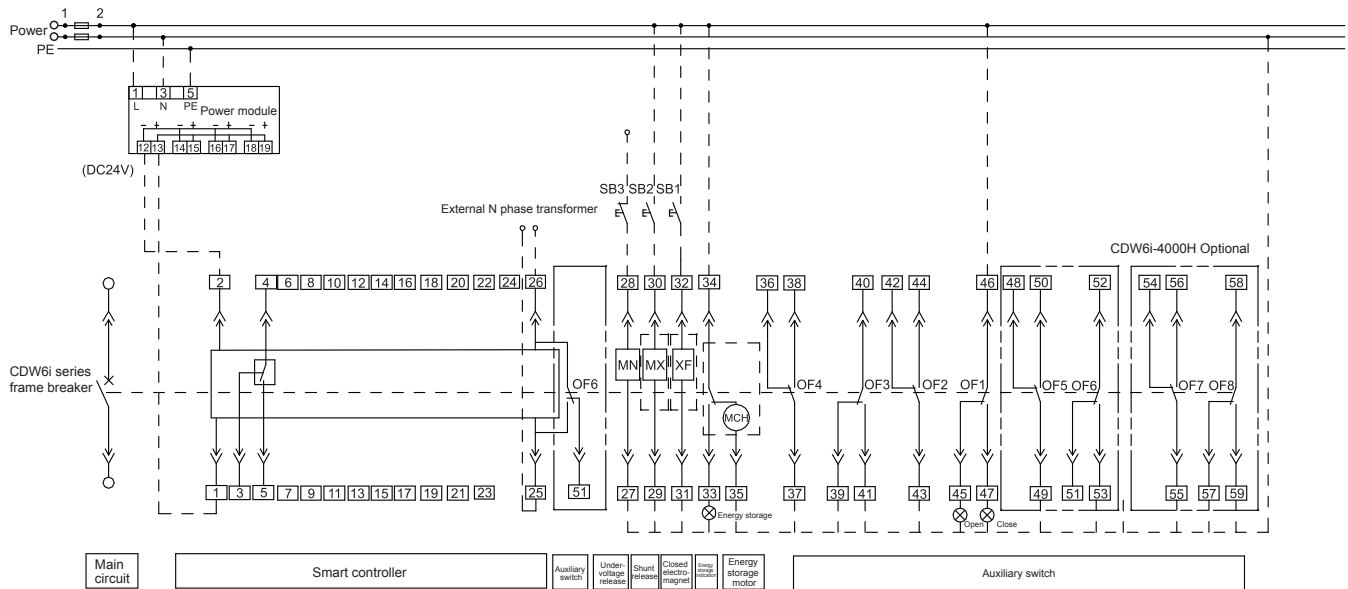 1 2
Power
PE
1 3 5
L N PE
Power module
- + - + - + - +
12 13 14 15 16 17 18 19
(DC24V)
SB3 SB2 SB1
External N phase transformer
CDW6i-4000H Optional
2 4 6 8 10 12 14 16 18 20 22 24 26 28 30 32 34 36 38 40 42 44 46 48 50 52 54 56 58
CDW6i series
frame breaker
MN MX XF
OF6 OF4 OF3 OF2 OF1 OF5 OF6 OF7 OF8
MCH
1 3 5 7 9 11 13 15 17 19 21 23 25 51 27 29 31 33 35 37 39 41 43 45 47 49 51 53 55 57 59
Energy storage
Open Close
Main
circuit
Smart controller
Auxiliary
switch
Under-
voltage
release
Shunt
release
Closed
electro-
magnet
Energy
storage
indication
Energy
storage
motor
Auxiliary switch